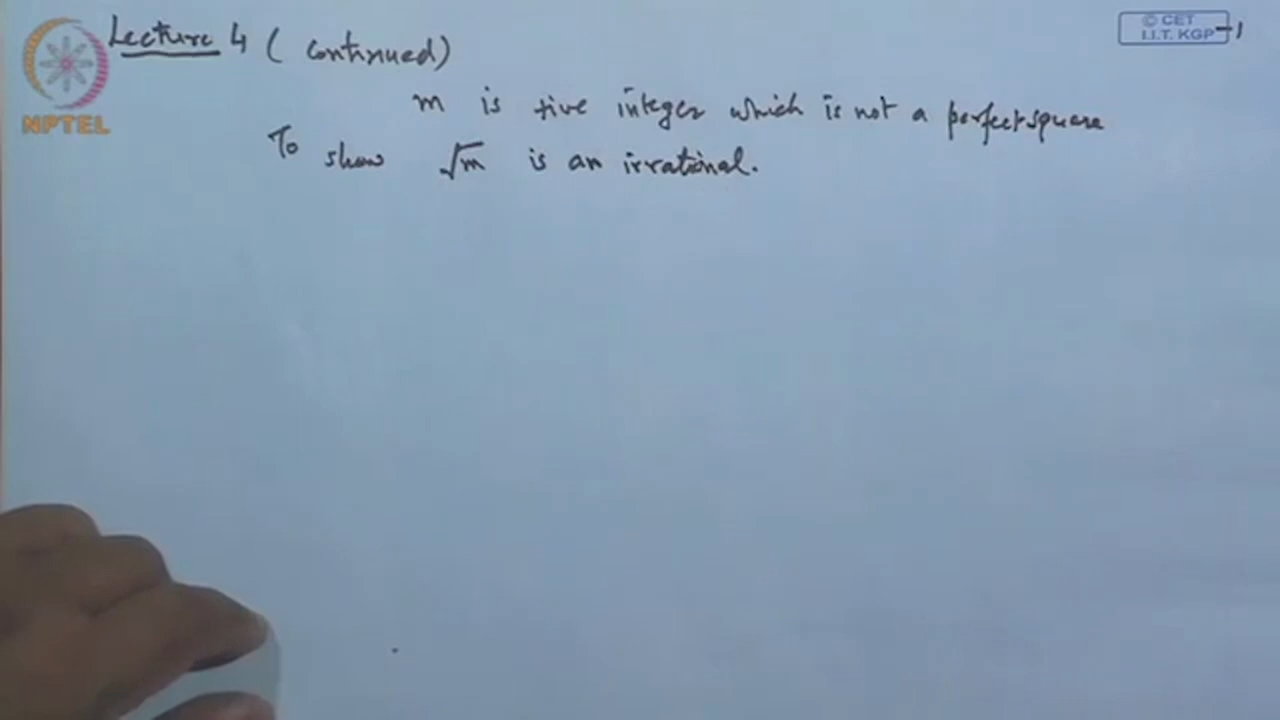 Lecture 4 (continued)
© CET
I.I.T. KGP
-1
m is +ive integer which is not a perfect square
To show √m is an irrational.
NPTEL